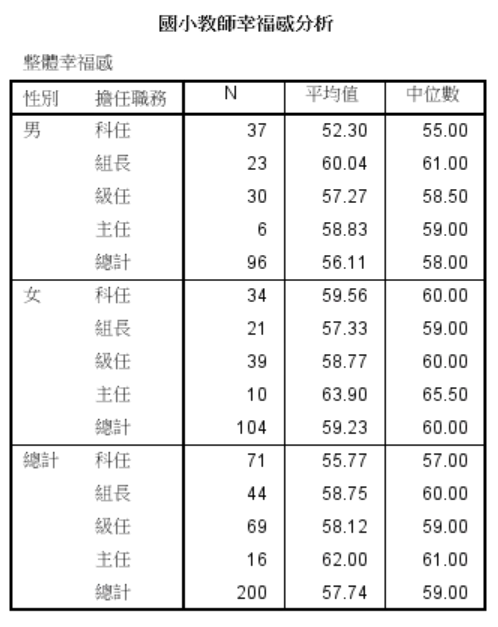 國小教師幸福感分析
整體幸福感
性別 擔任職務 N 平均值 中位數
男 科任 37 52.30 55.00
組長 23 60.04 61.00
級任 30 57.27 58.50
主任 6 58.83 59.00
總計 96 56.11 58.00
女 科任 34 59.56 60.00
組長 21 57.33 59.00
級任 39 58.77 60.00
主任 10 63.90 65.50
總計 104 59.23 60.00
總計 科任 71 55.77 57.00
組長 44 58.75 60.00
級任 69 58.12 59.00
主任 16 62.00 61.00
總計 200 57.74 59.00